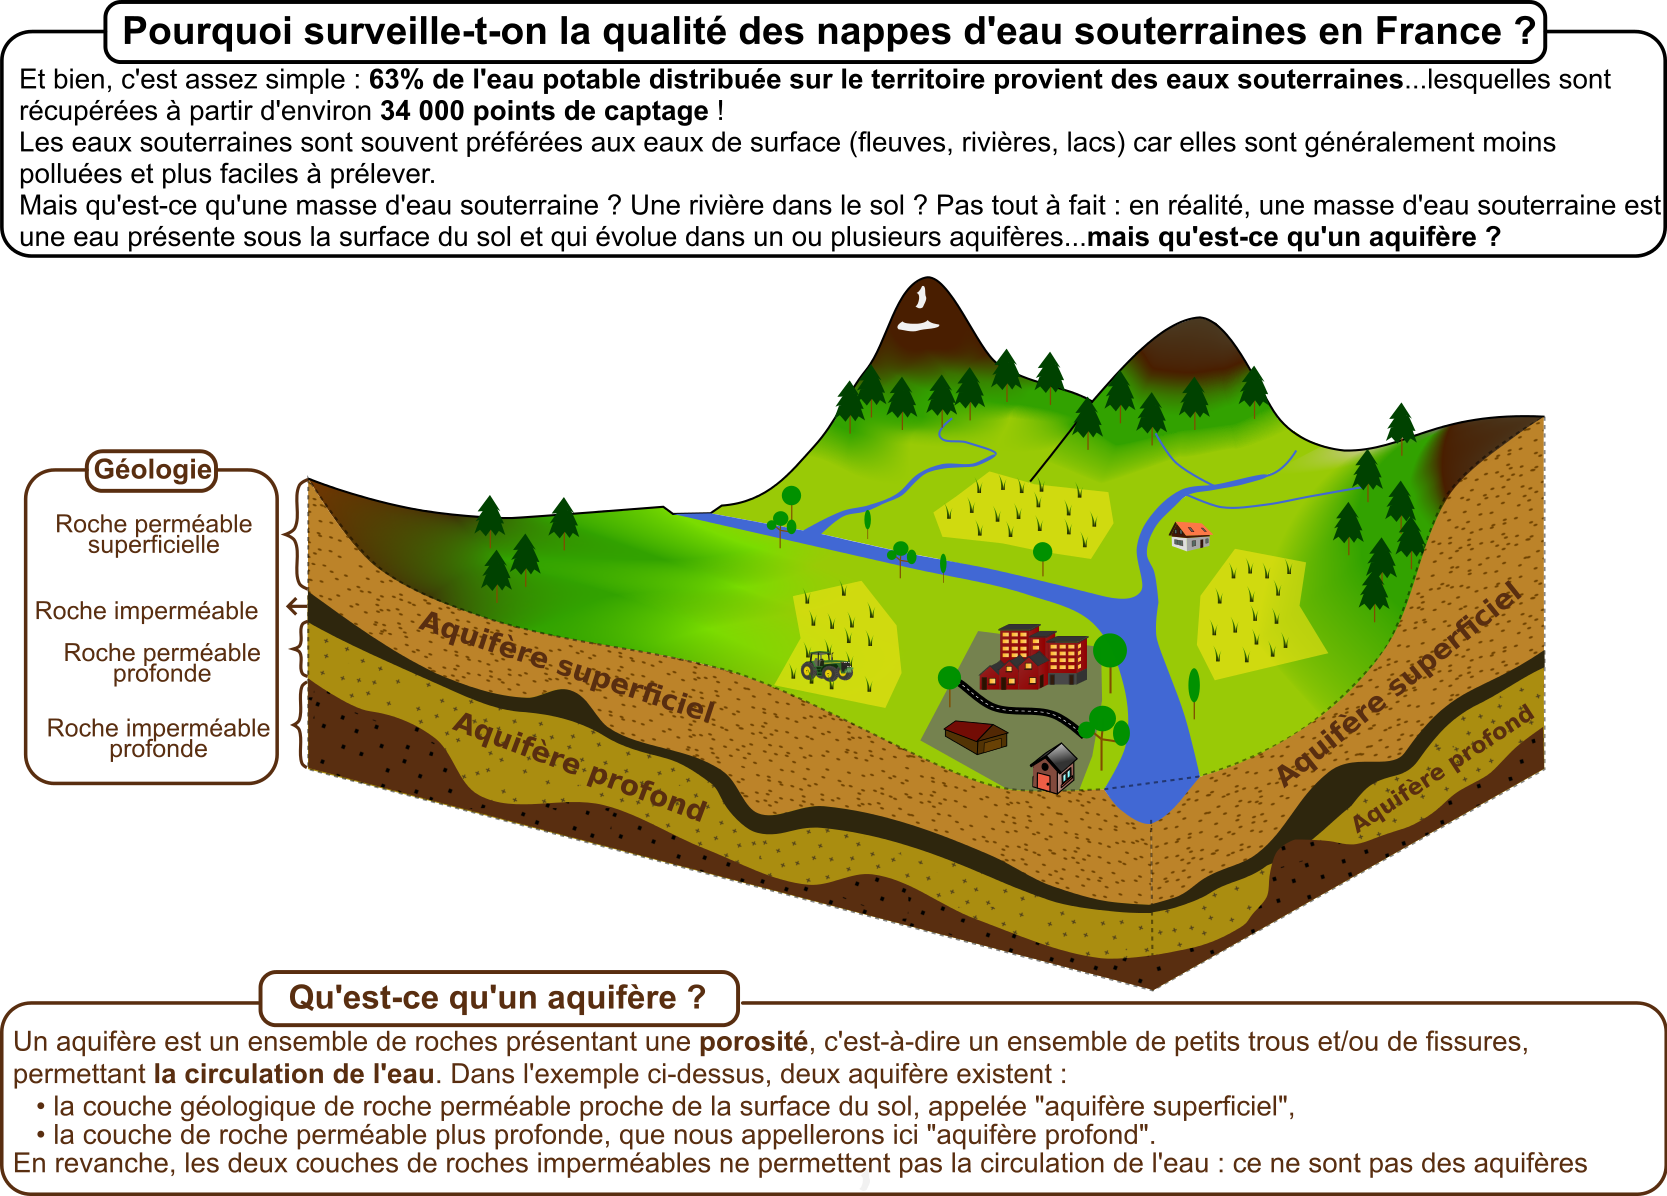 Pourquoi surveille-t-on la qualité des nappes d'eau souterraines en France ?
Et bien, c'est assez simple : 63% de l'eau potable distribuée sur le territoire provient des eaux souterraines...lesquelles sont
récupérées à partir d'environ 34 000 points de captage !
Les eaux souterraines sont souvent préférées aux eaux de surface (fleuves, rivières, lacs) car elles sont généralement moins
polluées et plus faciles à prélever.
Mais qu'est-ce qu'une masse d'eau souterraine ? Une rivière dans le sol ? Pas tout à fait : en réalité, une masse d'eau souterraine est
une eau présente sous la surface du sol et qui évolue dans un ou plusieurs aquifères...mais qu'est-ce qu'un aquifère ?
Géologie
Roche perméable
superficielle
Roche imperméable
Roche perméable
profonde
Roche imperméable
profonde
Aquifère superficiel
Aquifère profond
Aquifère superficiel
Aquifère profond
Qu'est-ce qu'un aquifère ?
Un aquifère est un ensemble de roches présentant une porosité, c'est-à-dire un ensemble de petits trous et/ou de fissures,
permettant la circulation de l'eau. Dans l'exemple ci-dessus, deux aquifère existent :
• la couche géologique de roche perméable proche de la surface du sol, appelée "aquifère superficiel",
• la couche de roche perméable plus profonde, que nous appellerons ici "aquifère profond".
En revanche, les deux couches de roches imperméables ne permettent pas la circulation de l'eau : ce ne sont pas des aquifères